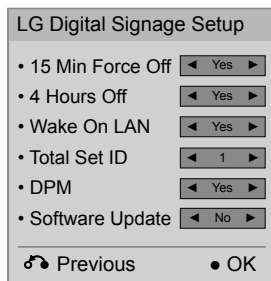 LG Digital Signage Setup
• 15 Min Force Off ◄ Yes ►
• 4 Hours Off ◄ Yes ►
• Wake On LAN ◄ Yes ►
• Total Set ID ◄ 1 ►
• DPM ◄ Yes ►
• Software Update ◄ No ►
Previous ● OK